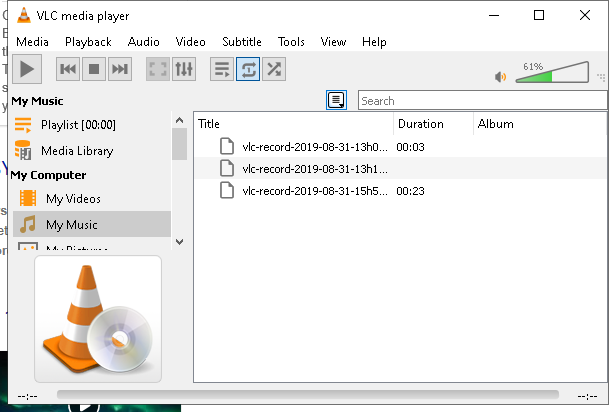 VLC media player
Media Playback Audio Video Subtitle Tools View Help
61%
My Music
Search
Playlist [00:00]
Title Duration Album
Media Library
vlc-record-2019-08-31-13h0... 00:03
My Computer
vlc-record-2019-08-31-13h1...
My Videos
vlc-record-2019-08-31-15h5... 00:23
My Music
My Pictures
--:-- --:--